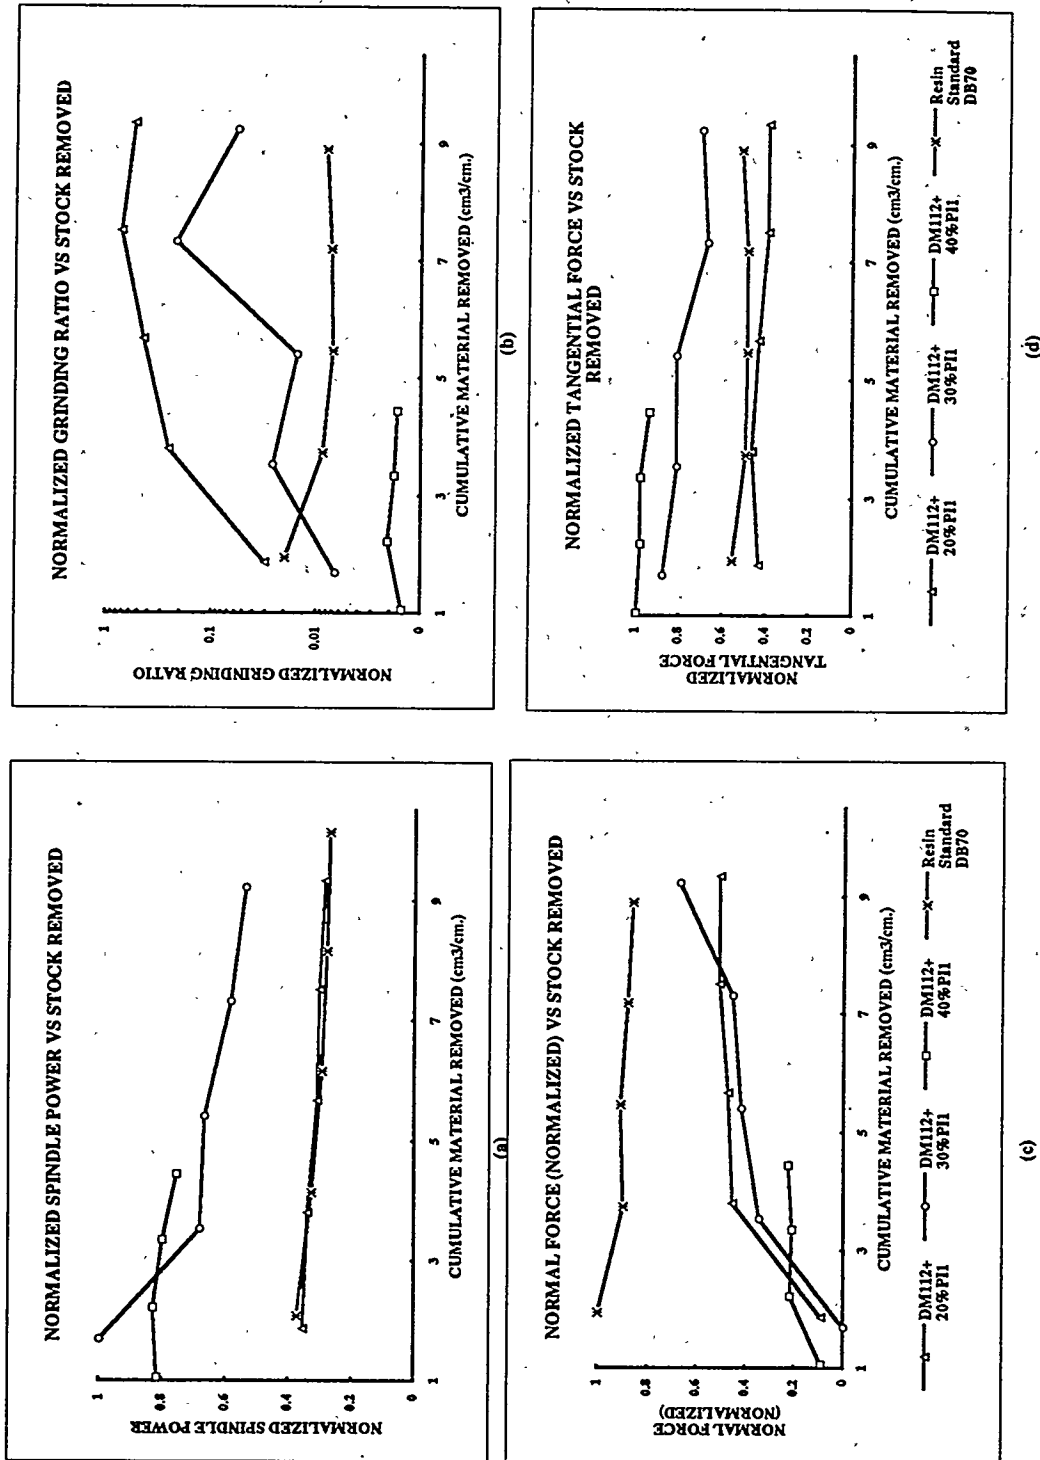 NORMALIZED SPINDLE POWER VS STOCK REMOVED
NORMALIZED SPINDLE POWER
1
0.8
0.6
0.4
0.2
0
1
3
5
7
9
CUMULATIVE MATERIAL REMOVED (cm3/cm.)
(a)
NORMALIZED GRINDING RATIO VS STOCK REMOVED
NORMALIZED GRINDING RATIO
1
0.1
0.01
0
1
3
5
7
9
CUMULATIVE MATERIAL REMOVED (cm3/cm.)
(b)
NORMAL FORCE (NORMALIZED) VS STOCK REMOVED
NORMAL FORCE
(NORMALIZED)
1
0.8
0.6
0.4
0.2
0
1
3
5
7
9
CUMULATIVE MATERIAL REMOVED (cm3/cm.)
DM112+
20%PI1
DM112+
30%PI1
DM112+
40%PI1
Resin
Standard
DB70
(c)
NORMALIZED TANGENTIAL FORCE VS STOCK
REMOVED
NORMALIZED
TANGENTIAL FORCE
1
0.8
0.6
0.4
0.2
0
1
3
5
7
9
CUMULATIVE MATERIAL REMOVED (cm3/cm.)
DM112+
20%PI1
DM112+
30%PI1
DM112+
40%PI1
Resin
Standard
DB70
(d)